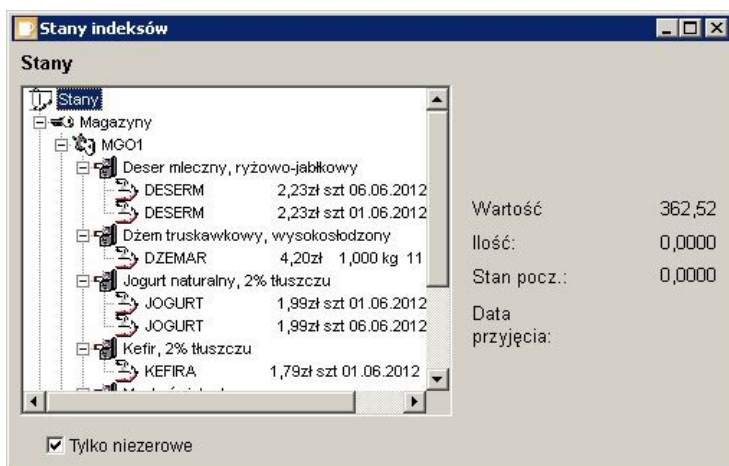 Stany indeksów
Stany
Stany
Magazyny
MGO1
Deser mleczny, ryżowo-jabłkowy
DESERM 2,23zł szt 06.06.2012
DESERM 2,23zł szt 01.06.2012
Dżem truskawkowy, wysokosłodzony
DZEMAR 4,20zł 1,000 kg 11
Jogurt naturalny, 2% tłuszczu
JOGURT 1,99zł szt 01.06.2012
JOGURT 1,99zł szt 06.06.2012
Kefir, 2% tłuszczu
KEFIRA 1,79zł szt 01.06.2012
Wartość 362,52
Ilość: 0,0000
Stan pocz.: 0,0000
Data
przyjęcia:
Tylko niezerowe